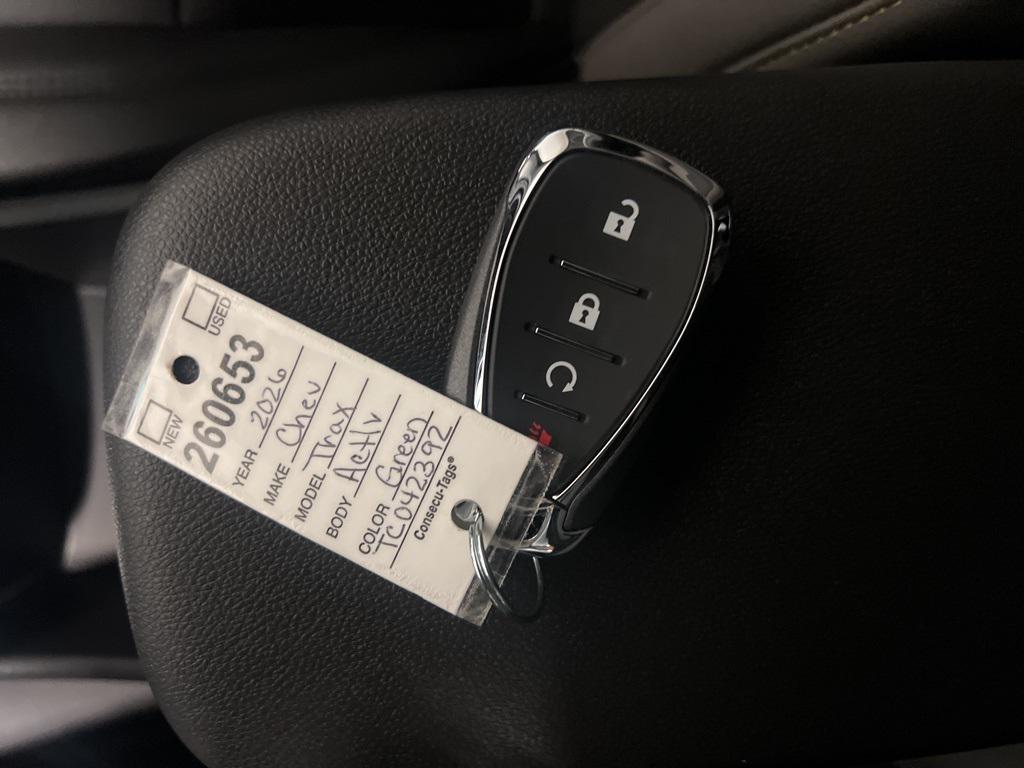 USED
NEW
260653
YEAR 2026
MAKE Chev
MODEL Trax
BODY Activ
COLOR Green
TC042392
Consecu-Tags®